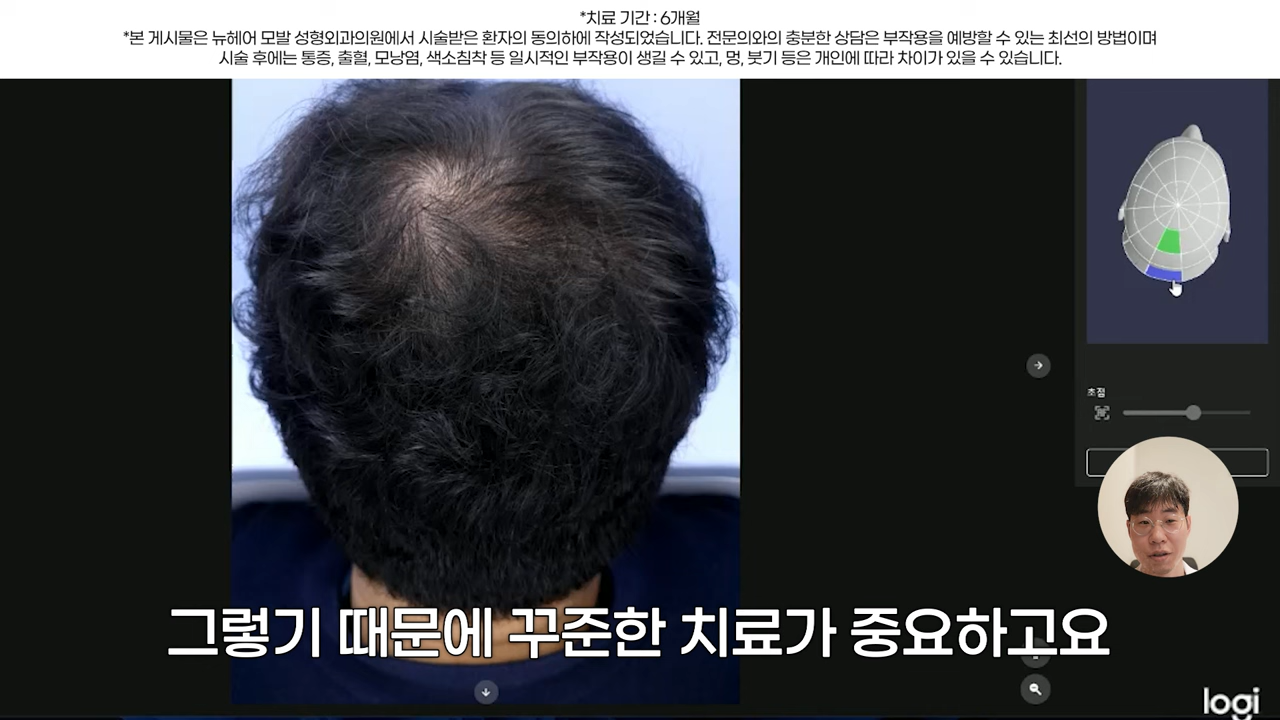 *치료 기간 : 6개월
*본 게시물은 뉴헤어 모발 성형외과의원에서 시술받은 환자의 동의하에 작성되었습니다. 전문의와의 충분한 상담은 부작용을 예방할 수 있는 최선의 방법이며
시술 후에는 통증, 출혈, 모낭염, 색소침착 등 일시적인 부작용이 생길 수 있고, 멍, 붓기 등은 개인에 따라 차이가 있을 수 있습니다.
초점
그렇기 때문에 꾸준한 치료가 중요하고요
logi